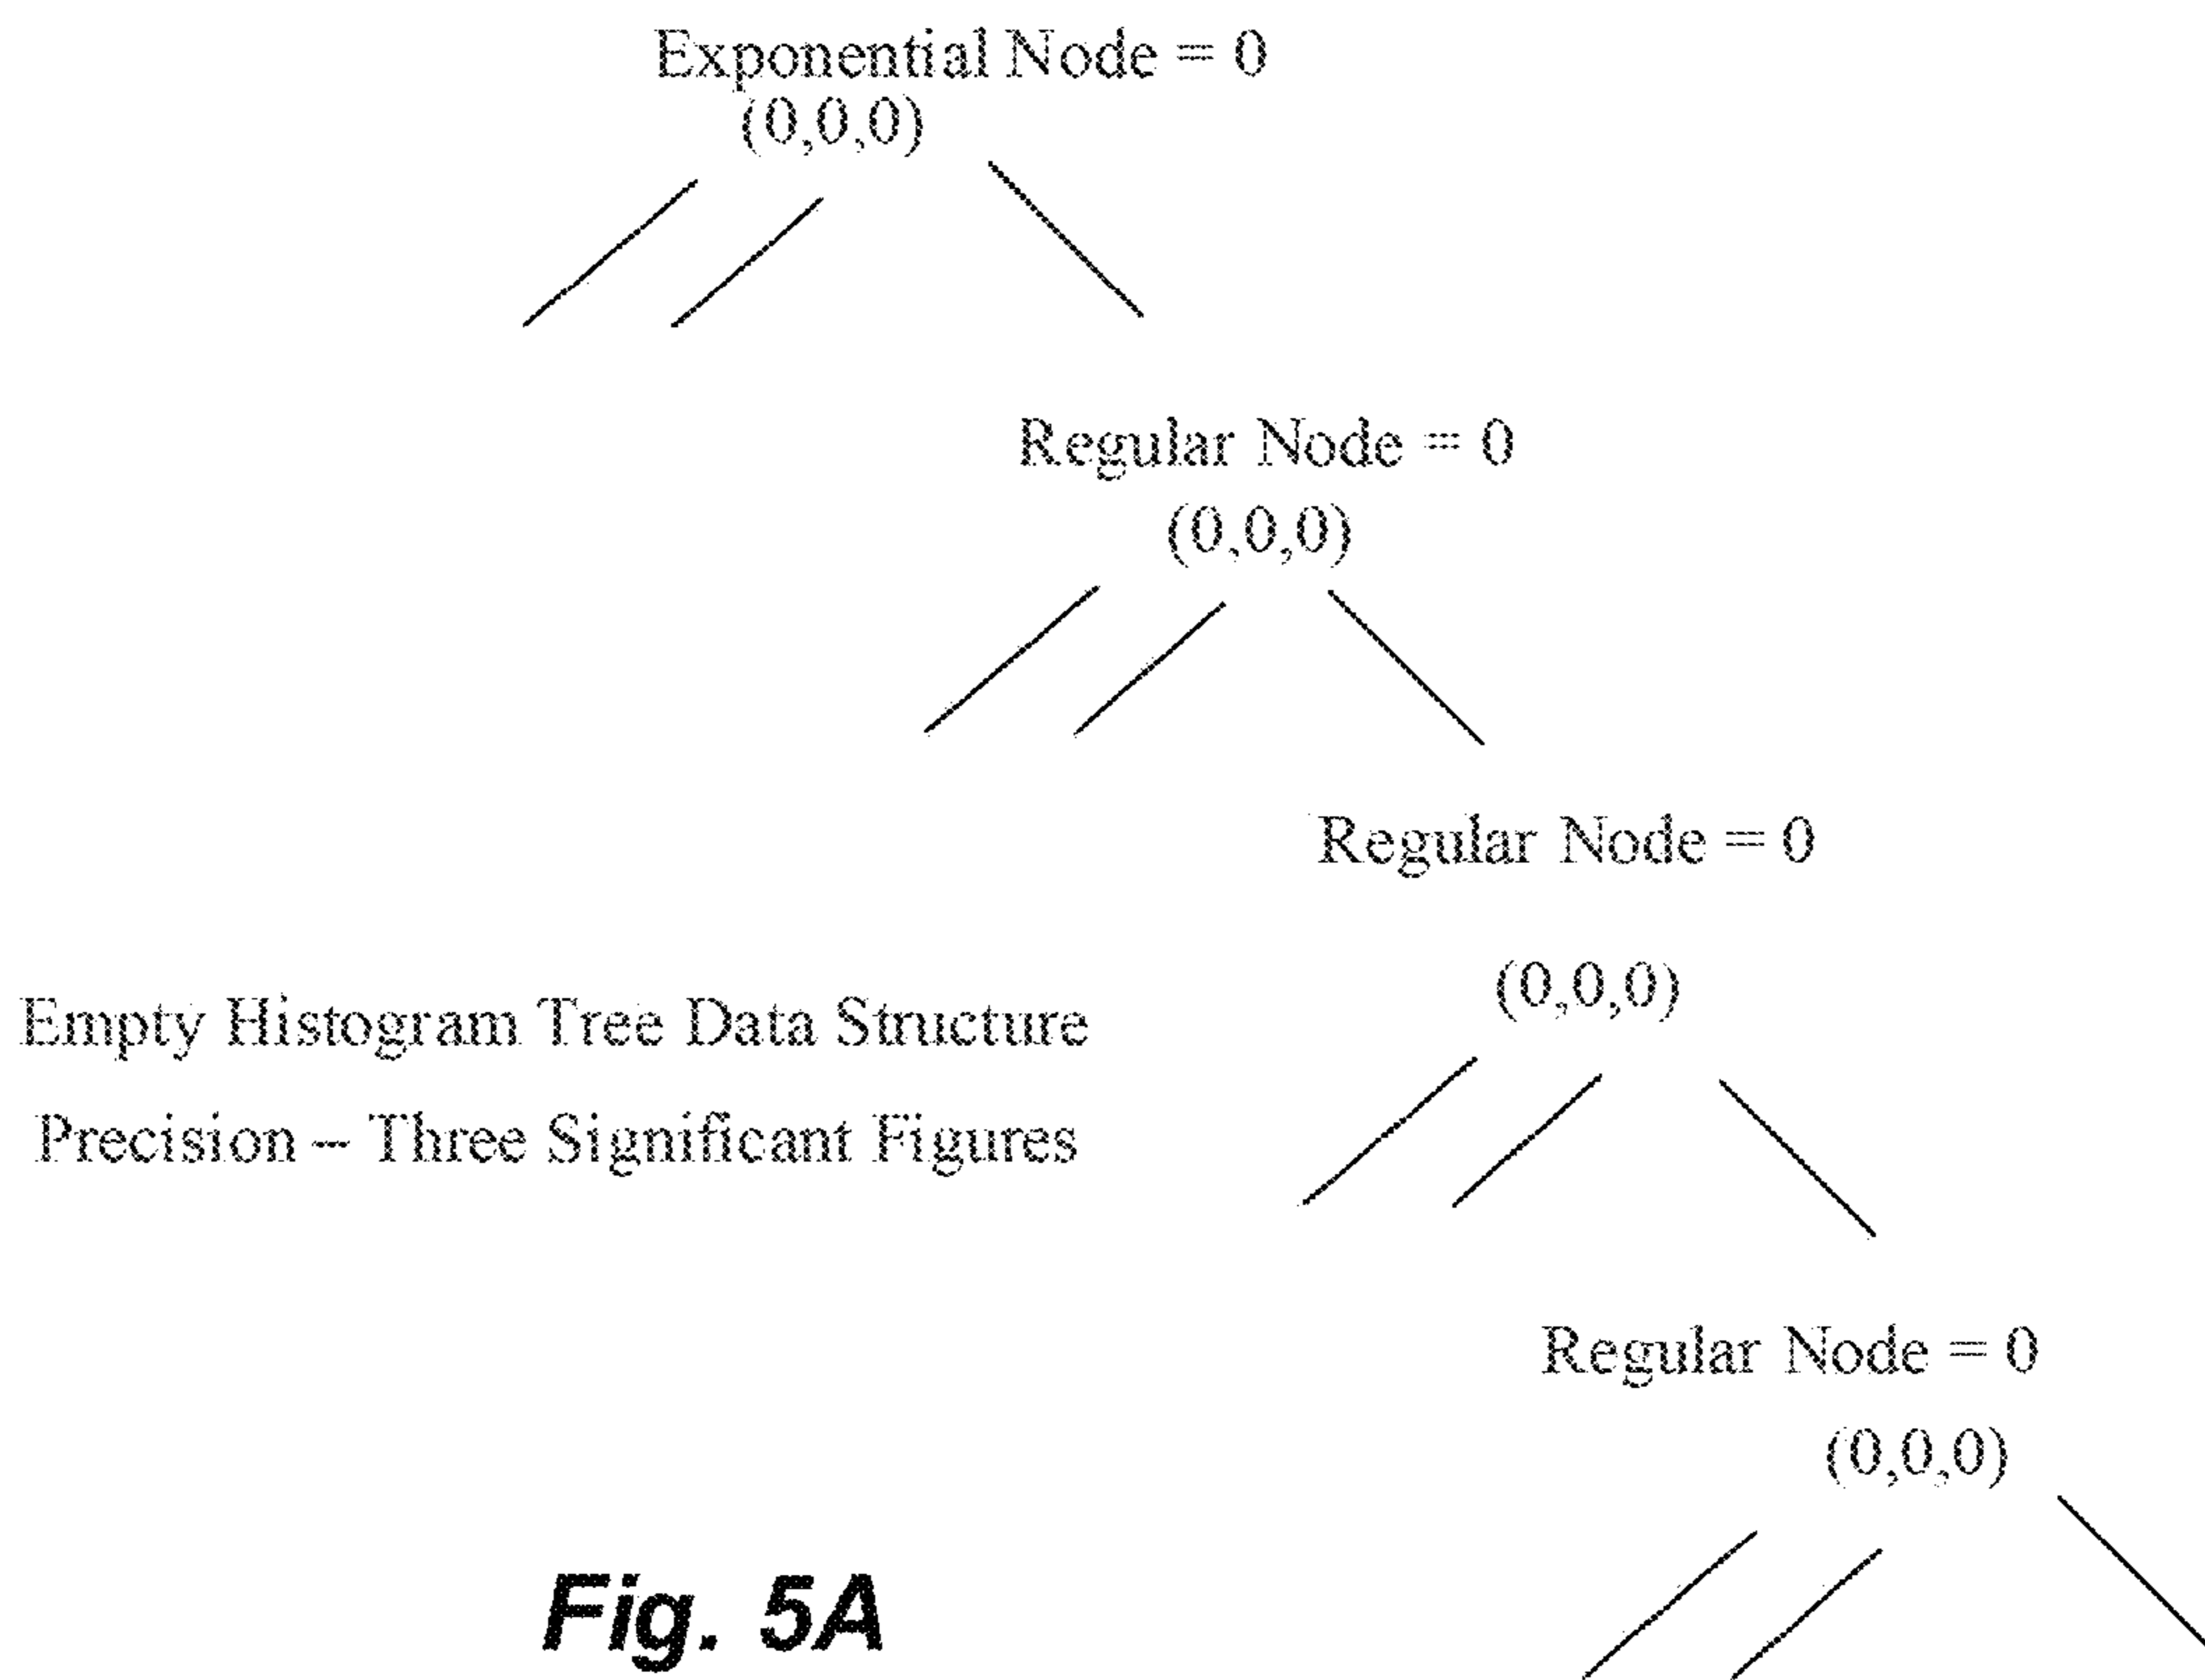 Exponential Node = 0
(0,0,0)
Regular Node = 0
(0,0,0)
Regular Node = 0
(0,0,0)
Empty Histogram Tree Data Structure
Precision – Three Significant Figures
Regular Node = 0
(0,0,0)
Fig. 5A